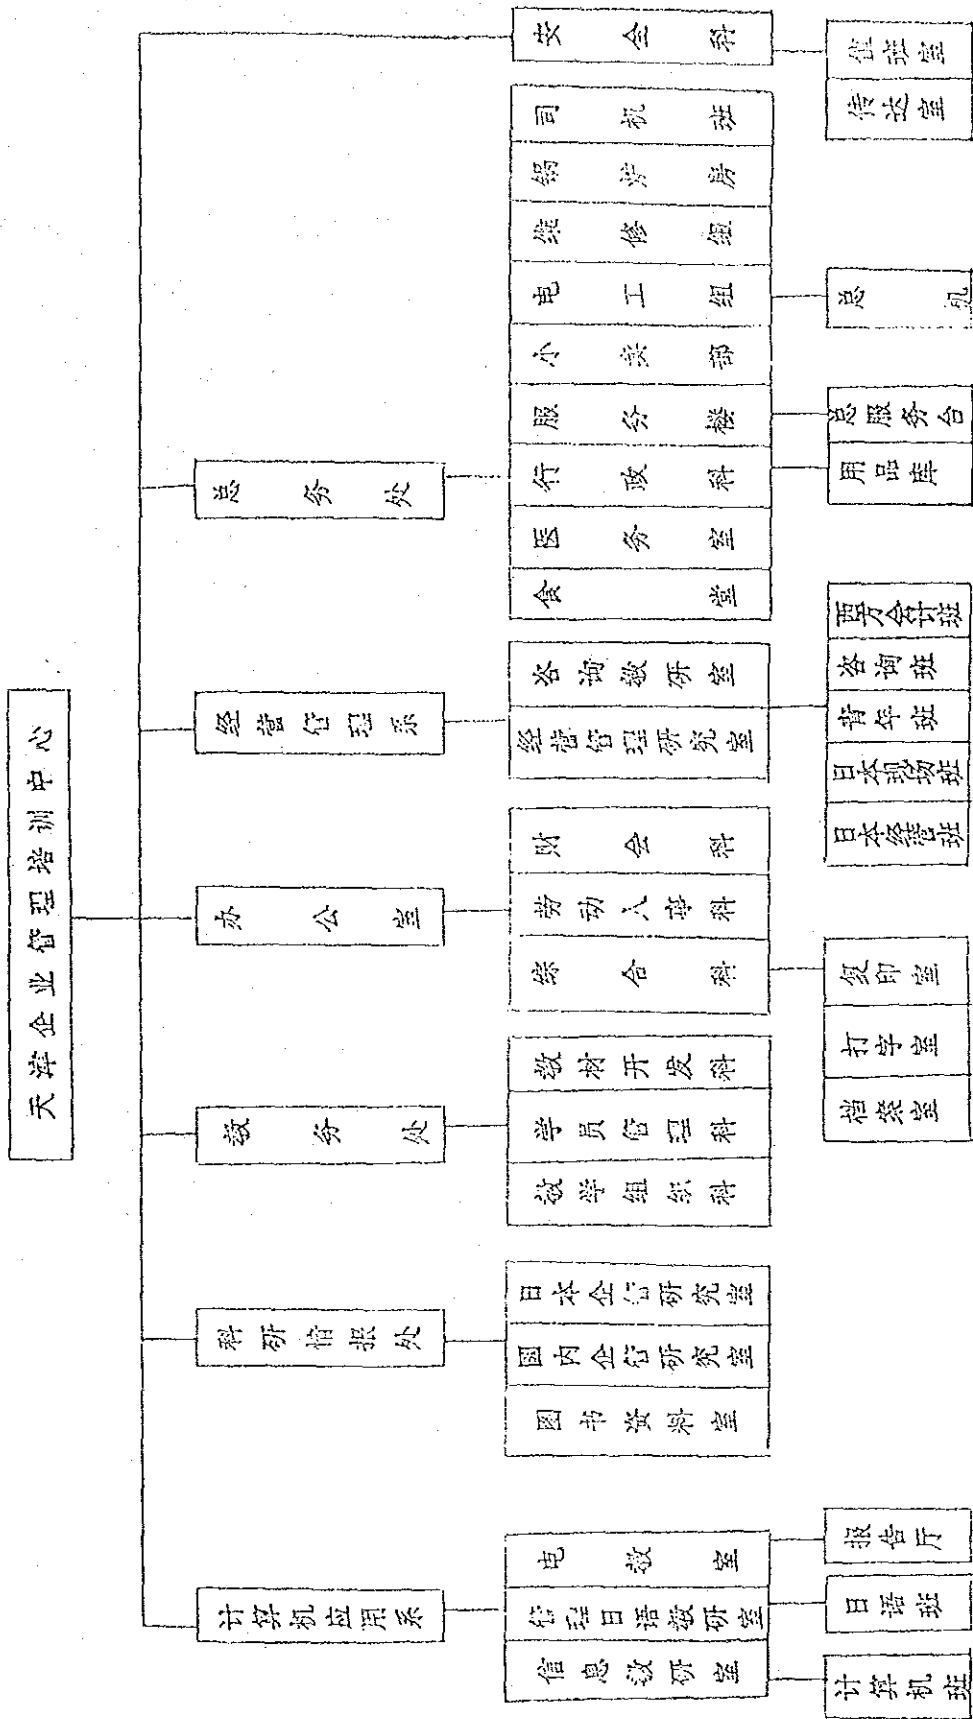 天津企业管理培训中心
计算机应用系
科研情报处
教务处
办公室
经营管理系
总务处
信息教研室
管理日语教研室
电教室
图书资料室
国内企管研究室
日本企管研究室
教学组织科
学员管理科
教材开发科
综合科
劳动人事科
财会科
经营管理研究室
咨询教研室
食堂
医务室
行政科
服务楼
小卖部
电工组
维修组
锅炉房
司机班
安全科
计算机班
日语班
报告厅
档案室
打字室
复印室
日本经营班
日本现场班
青年班
咨询班
西方会计班
用品库
总服务台
总机
传达室
值班室